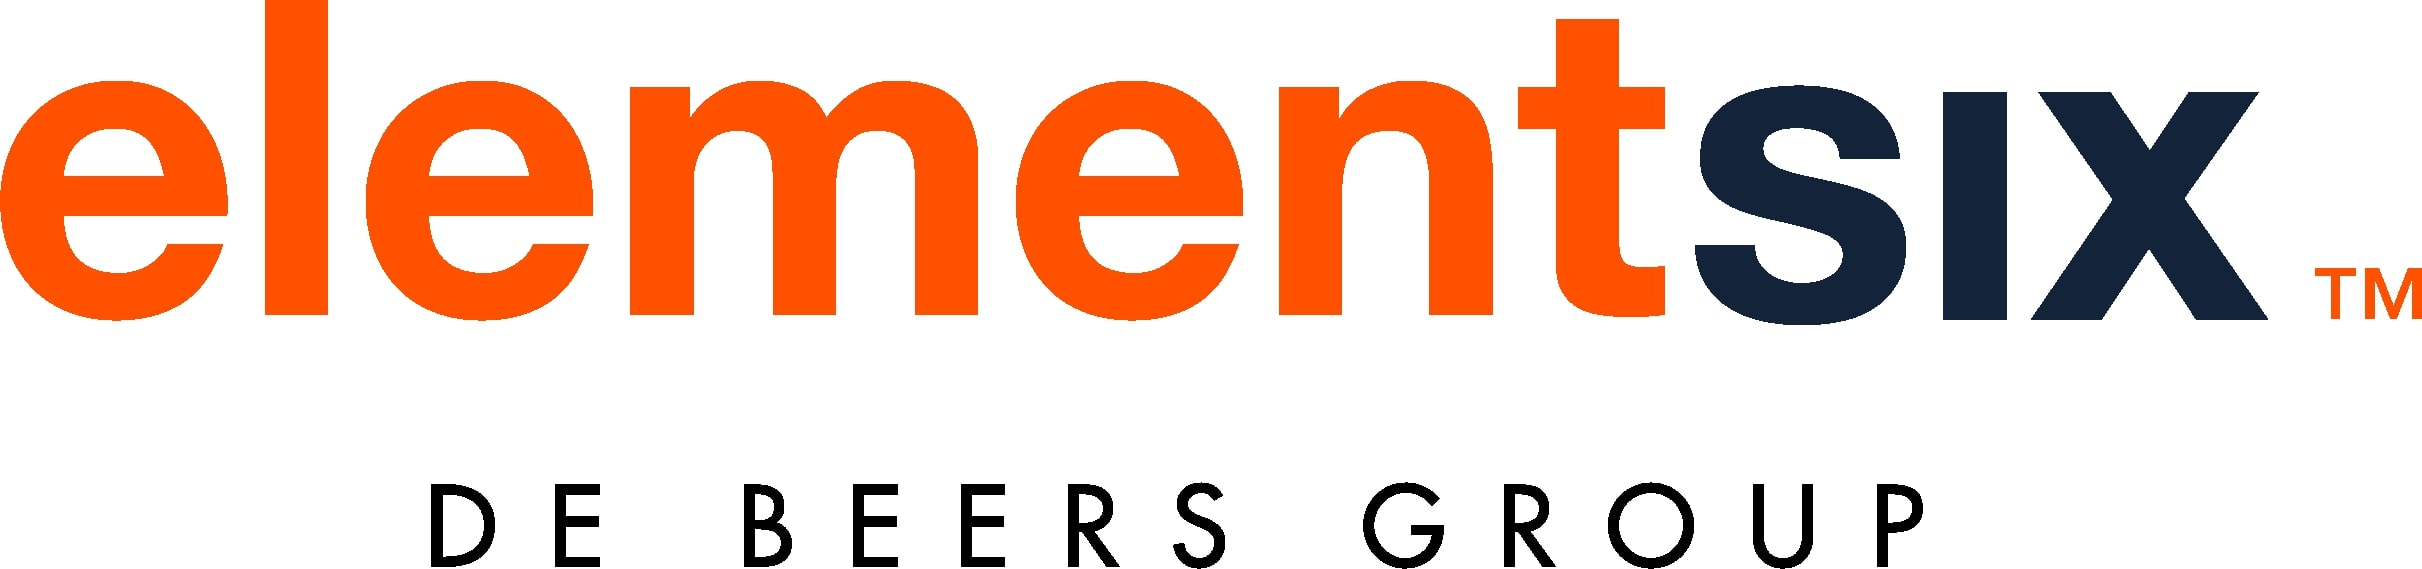 elementsix™
DE BEERS GROUP